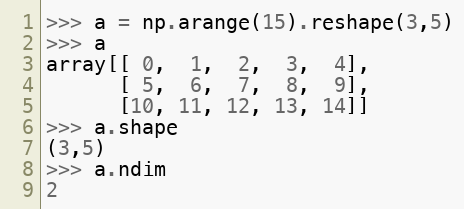 1 >>> a = np.arange(15).reshape(3,5)
2 >>> a
3 array[[ 0,  1,  2,  3,  4],
4       [ 5,  6,  7,  8,  9],
5       [10, 11, 12, 13, 14]]
6 >>> a.shape
7 (3,5)
8 >>> a.ndim
9 2